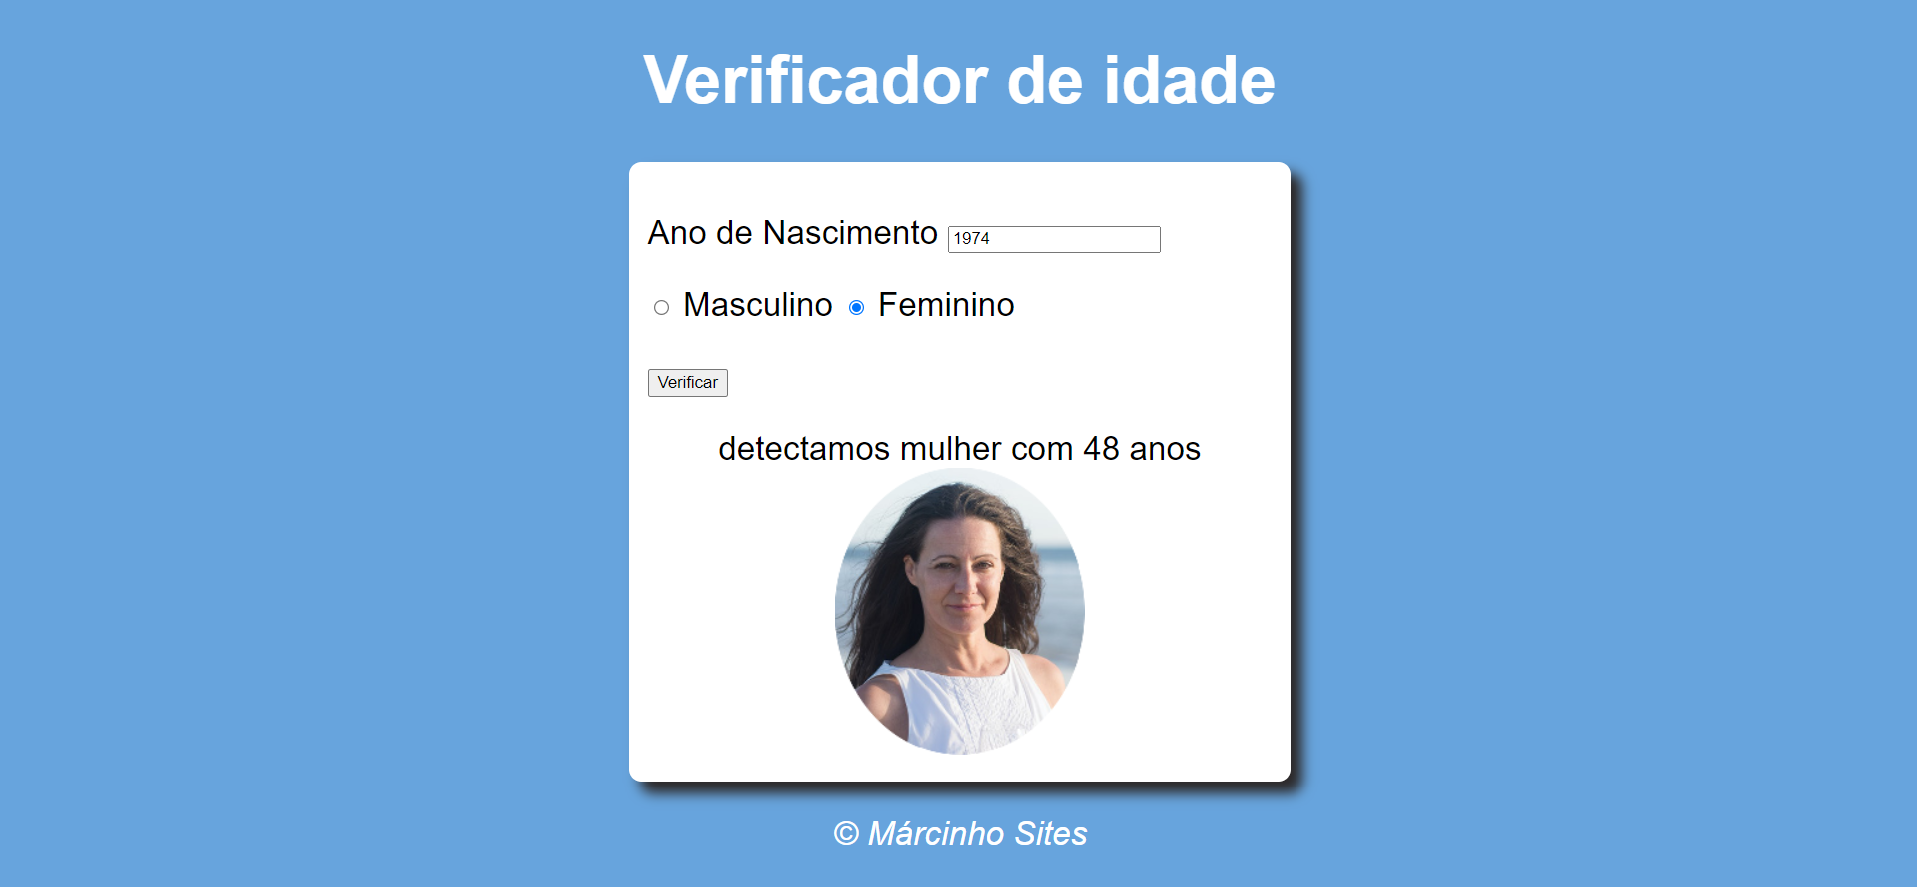 Verificador de idade
Ano de Nascimento 1974
Masculino Feminino
Verificar
detectamos mulher com 48 anos
© Márcinho Sites